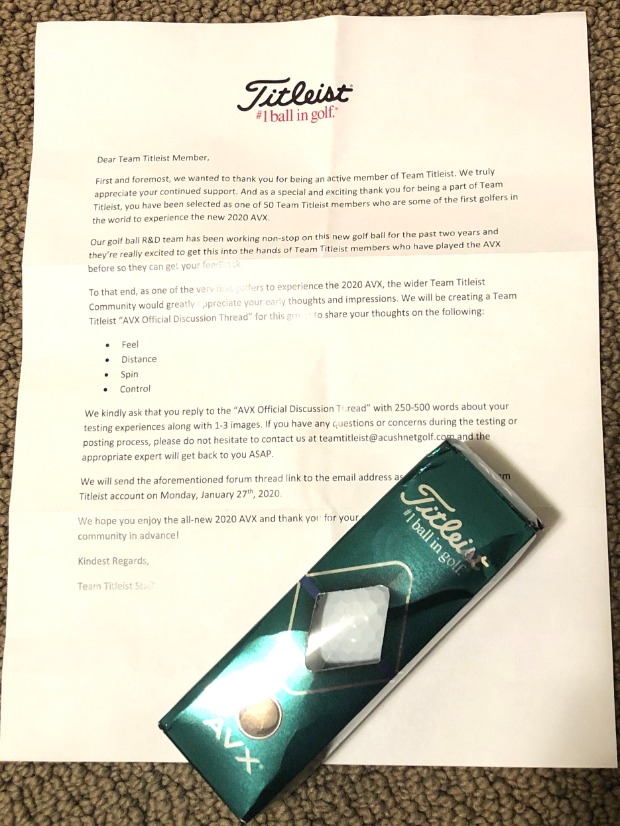 Titleist
#1 ball in golf.
Dear Team Titleist Member,
First and foremost, we wanted to thank you for being an active member of Team Titleist. We truly
appreciate your continued support. And as a special and exciting thank you for being a part of Team
Titleist, you have been selected as one of 50 Team Titleist members who are some of the first golfers in
the world to experience the new 2020 AVX.
Our golf ball R&D team has been working non-stop on this new golf ball for the past two years and
they're really excited to get this into the hands of Team Titleist members who have played the AVX
before so they can get your feedback
To that end, as one of the very first golfers to experience the 2020 AVX, the wider Team Titleist
Community would greatly appreciate your early thoughts and impressions. We will be creating a Team
Titleist "AVX Official Discussion Thread" for this group to share your thoughts on the following:
• Feel
• Distance
• Spin
• Control
We kindly ask that you reply to the "AVX Official Discussion Thread" with 250-500 words about your
testing experiences along with 1-3 images. If you have any questions or concerns during the testing or
posting process, please do not hesitate to contact us at teamtitleist@acushnetgolf.com and the
appropriate expert will get back to you ASAP.
We will send the aforementioned forum thread link to the email address
Titleist account on Monday, January 27th, 2020.
We hope you enjoy the all-new 2020 AVX and thank you for your
community in advance!
Kindest Regards,
Team Titleist Staff
Titleist
#1 ball in golf.
AVX